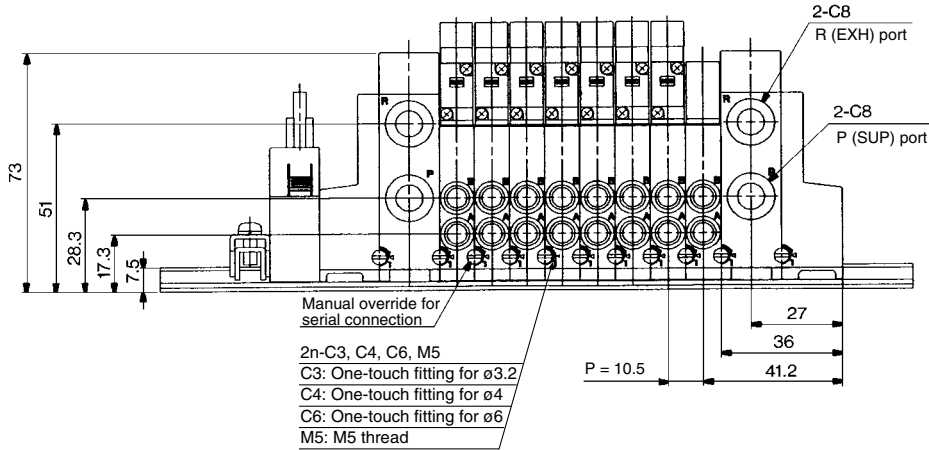 2-C8
R (EXH) port
2-C8
P (SUP) port
R
R
P
P
B B B B B B B B
A A A A A A A A
73
51
28.3
17.3
7.5
Manual override for
serial connection
2n-C3, C4, C6, M5
C3: One-touch fitting for ø3.2
C4: One-touch fitting for ø4
C6: One-touch fitting for ø6
M5: M5 thread
P = 10.5
27
36
41.2